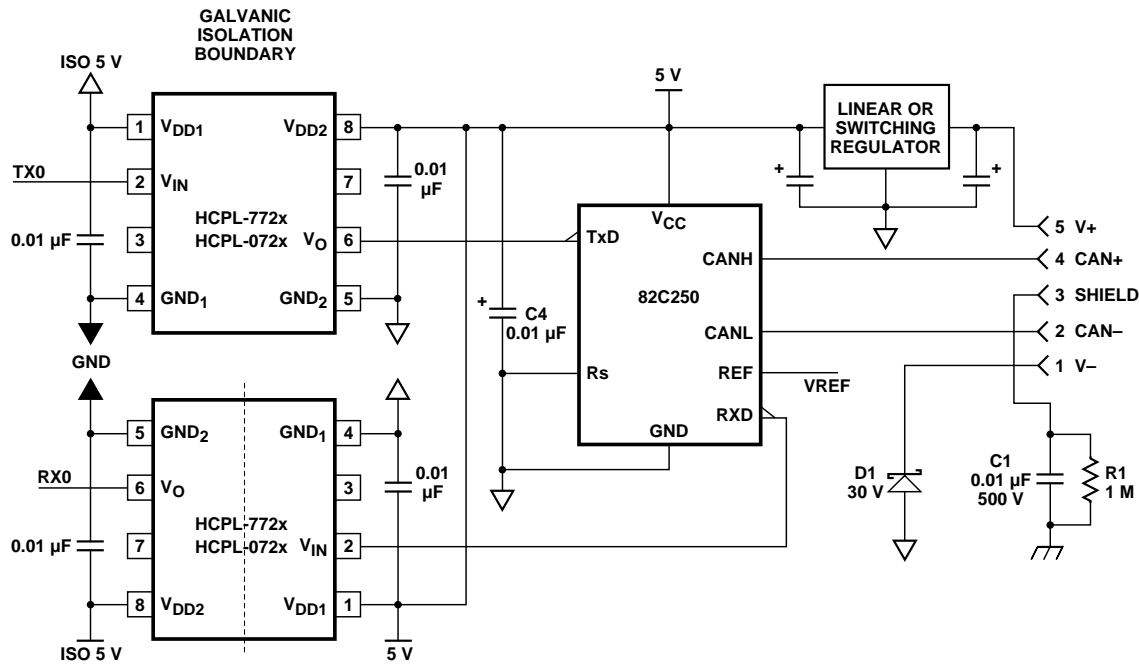 GALVANIC
ISOLATION
BOUNDARY
ISO 5 V
1 VDD1
VDD2 8
TX0
2 VIN
7
HCPL-772x
3
HCPL-072x
VO 6
0.01 µF
4 GND1
GND2 5
0.01
µF
GND
5 GND2
GND1 4
RX0
6 VO
3
HCPL-772x
7
HCPL-072x
VIN 2
0.01 µF
8 VDD2
VDD1 1
0.01
µF
ISO 5 V
5 V
5 V
LINEAR OR
SWITCHING
REGULATOR
+
+
+
C4
0.01 µF
VCC
TxD
CANH
82C250
CANL
Rs
REF
VREF
RXD
GND
5 V+
4 CAN+
3 SHIELD
2 CAN–
1 V–
D1
30 V
C1
0.01 µF
500 V
R1
1 M